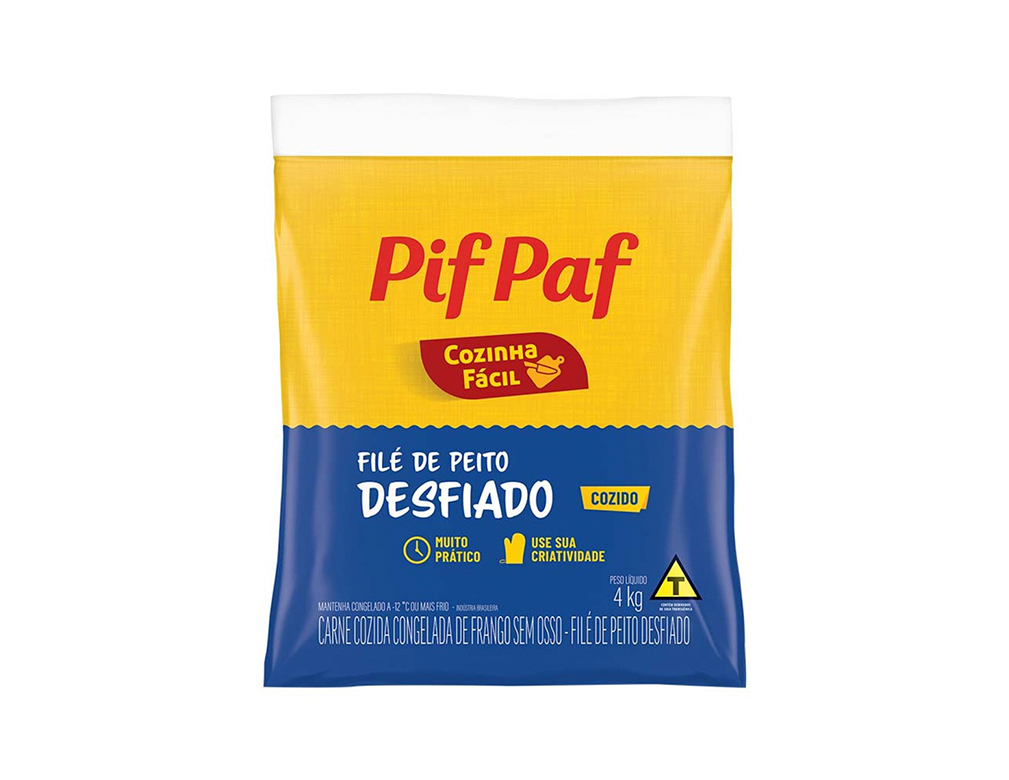 Pif Paf
COZINHA
FÁCIL
FILÉ DE PEITO
DESFIADO
COZIDO
MUITO
PRÁTICO
USE SUA
CRIATIVIDADE
PESO LÍQUIDO
4 kg
T
MANTENHA CONGELADO A -12 °C OU MAIS FRIO - INDÚSTRIA BRASILEIRA
CARNE COZIDA CONGELADA DE FRANGO SEM OSSO - FILÉ DE PEITO DESFIADO